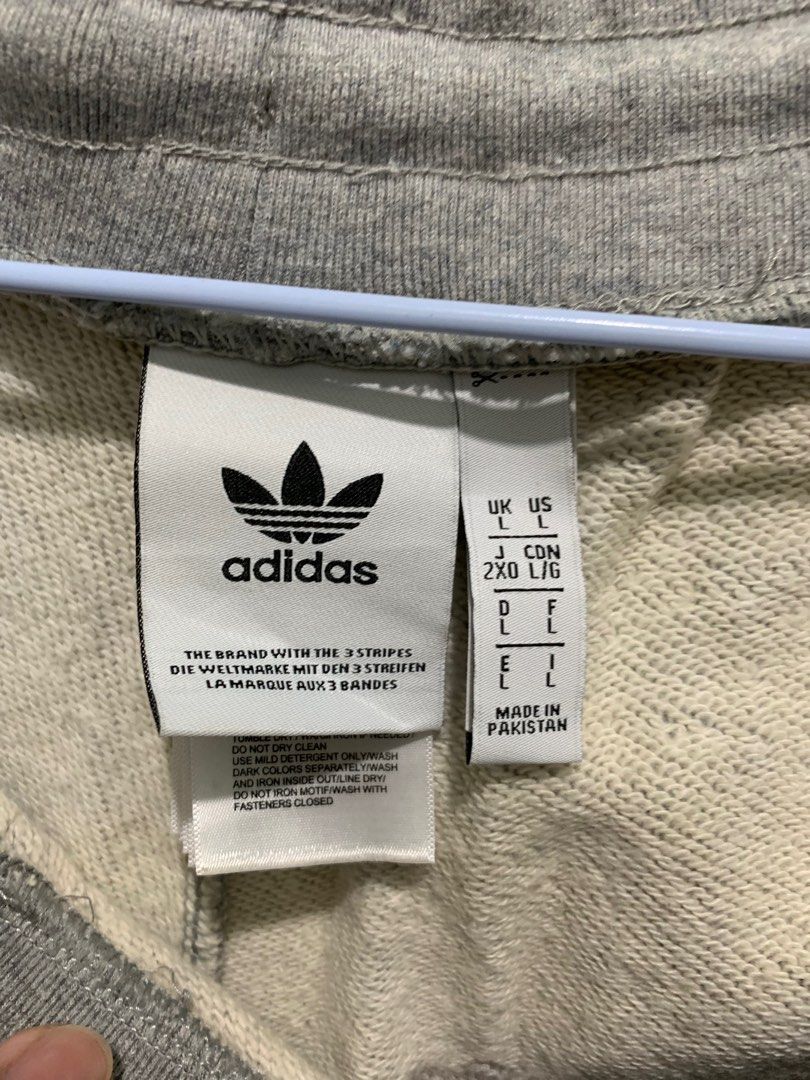 adidas
THE BRAND WITH THE 3 STRIPES
DIE WELTMARKE MIT DEN 3 STREIFEN
LA MARQUE AUX 3 BANDES
UK US
L L
J CDN
2XO L/G
D F
L L
E I
L L
MADE IN
PAKISTAN
DO NOT DRY CLEAN
USE MILD DETERGENT ONLY/WASH
DARK COLORS SEPARATELY/WASH
AND IRON INSIDE OUT/LINE DRY/
DO NOT IRON MOTIF/WASH WITH
FASTENERS CLOSED